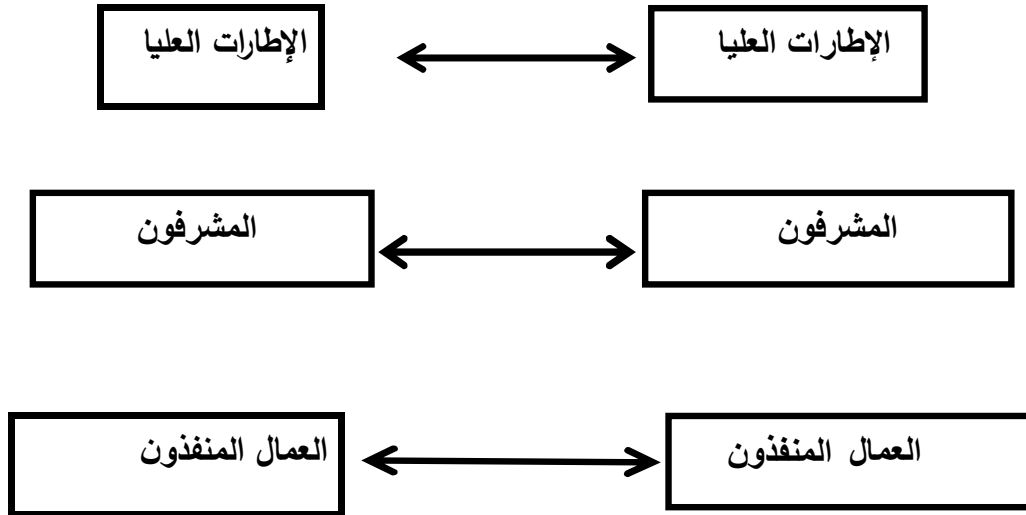 الإطارات العليا
الإطارات العليا
المشرفون
المشرفون
العمال المنفذون
العمال المنفذون